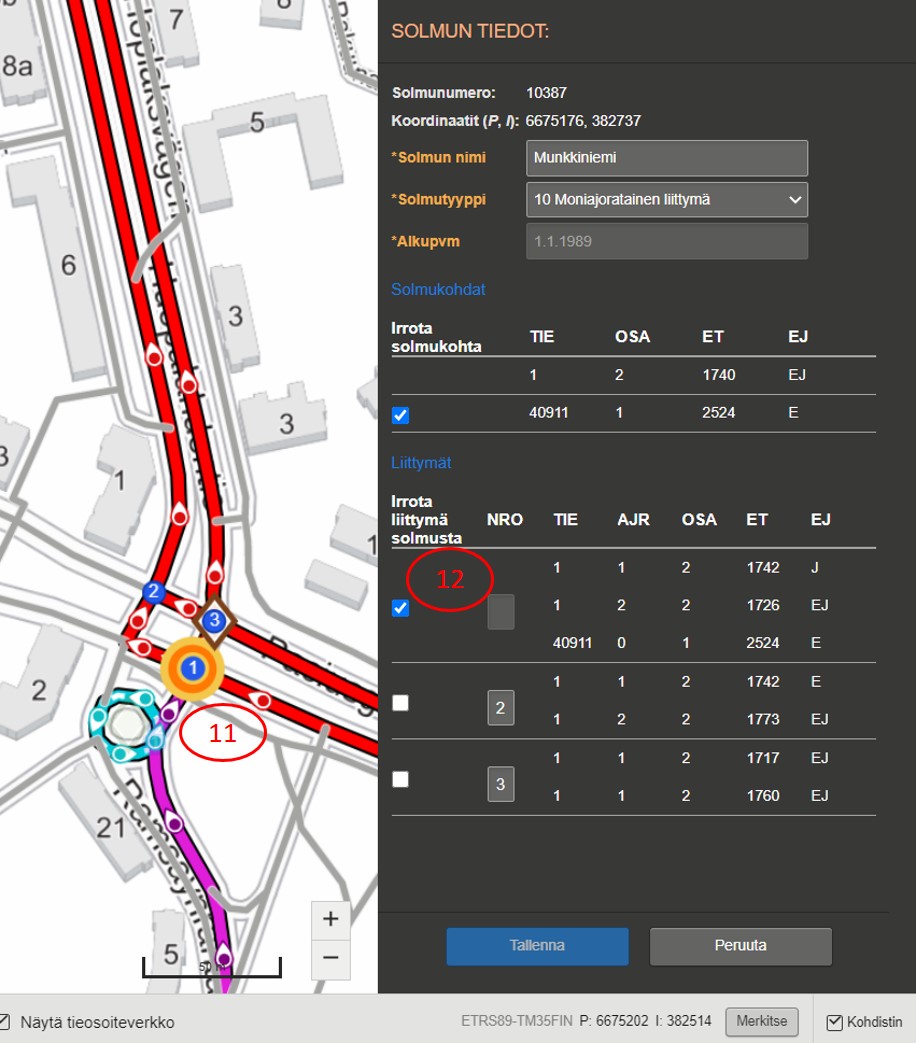 SOLMUN TIEDOT:
Solmunumero: 10387
Koordinaatit (P, I): 6675176, 382737
*Solmun nimi Munkkiniemi
*Solmutyyppi 10 Moniajoratainen liittymä
*Alkupvm 1.1.1989
Solmukohdat
Irrota
solmukohta TIE OSA ET EJ
1 2 1740 EJ
40911 1 2524 E
Liittymät
Irrota
liittymä NRO TIE AJR OSA ET EJ
solmusta
12
1 1 2 1742 J
1 2 2 1726 EJ
40911 0 1 2524 E
1 1 2 1742 E
2
1 2 2 1773 EJ
1 1 2 1717 EJ
3
1 1 2 1760 EJ
Tallenna Peruuta
7
8
8a
5
6
3
3
3
1
1
2
3
1
2
11
21
5
50 m
+
−
Näytä tieosoiteverkko
ETRS89-TM35FIN P: 6675202 I: 382514 Merkitse Kohdistin